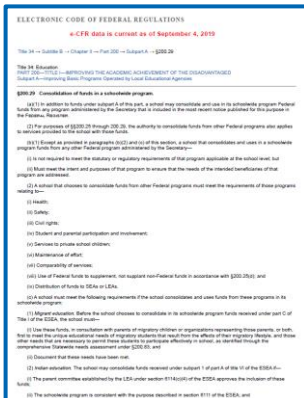 ELECTRONIC CODE OF FEDERAL REGULATIONS
e-CFR data is current as of September 4, 2018
Title 34 → Subtitle B → Chapter II → Part 200 → Subpart A → §200.29
Title 34: Education
PART 200—TITLE I—IMPROVING THE ACADEMIC ACHIEVEMENT OF THE DISADVANTAGED
Subpart A—Improving Basic Programs Operated by Local Educational Agencies
§200.29 Consolidation of funds in a schoolwide program.
(a)(1) In addition to funds under subpart A of this part, a school may consolidate and use in its schoolwide program Federal
funds from any program administered by the Secretary that is included in the most recent notice published for this purpose in
the FEDERAL REGISTER.
(2) For purposes of §§200.25 through 200.29, the authority to consolidate funds from other Federal programs also applies
to services provided to the school with those funds.
(b)(1) Except as provided in paragraphs (b)(2) and (c) of this section, a school that consolidates and uses in a schoolwide
program funds from any other Federal program administered by the Secretary—
(i) Is not required to meet the statutory or regulatory requirements of that program applicable at the school level; but
(ii) Must meet the intent and purposes of that program to ensure that the needs of the intended beneficiaries of that
program are addressed.
(2) A school that chooses to consolidate funds from other Federal programs must meet the requirements of those programs
relating to—
(i) Health;
(ii) Safety;
(iii) Civil rights;
(iv) Student and parental participation and involvement;
(v) Services to private school children;
(vi) Maintenance of effort;
(vii) Comparability of services;
(viii) Use of Federal funds to supplement, not supplant non-Federal funds in accordance with §200.25(d); and
(ix) Distribution of funds to SEAs or LEAs.
(c) A school must meet the following requirements if the school consolidates and uses funds from these programs in its
schoolwide program:
(1) Migrant education. Before the school chooses to consolidate in its schoolwide program funds received under part C of
Title I of the ESEA, the school must—
(i) Use these funds, in consultation with parents of migratory children or organizations representing those parents, or both,
first to meet the unique educational needs of migratory students that result from the effects of their migratory lifestyle, and those
other needs that are necessary to permit these students to participate effectively in school, as identified through the
comprehensive Statewide needs assessment under §200.83; and
(ii) Document that these needs have been met.
(2) Indian education. The school may consolidate funds received under subpart 1 of part A of title VI of the ESEA if—
(i) The parent committee established by the LEA under section 6114(c)(4) of the ESEA approves the inclusion of these
funds;
(ii) The schoolwide program is consistent with the purpose described in section 6111 of the ESEA; and